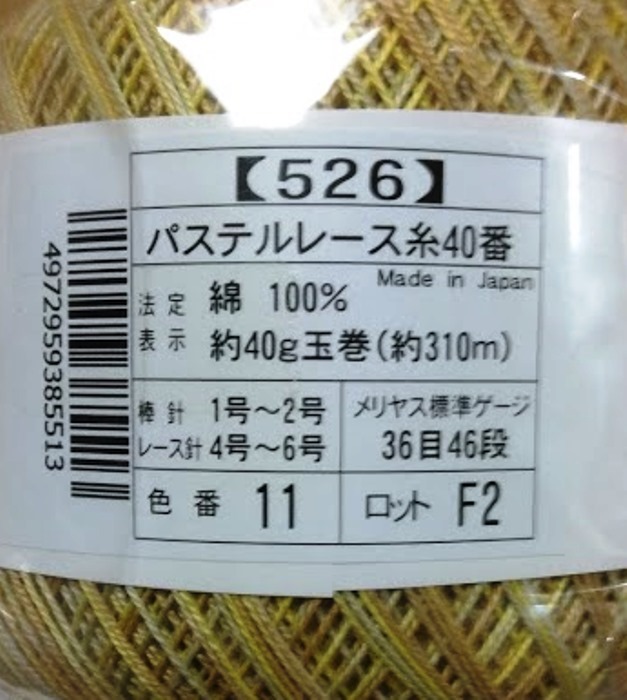 【526】
パステルレース糸40番
Made in Japan
法定 綿 100%
表示 約40g玉巻(約310m)
棒針 1号～2号
レース針 4号～6号
メリヤス標準ゲージ
36目46段
色番 11
ロット F2
4972959385513